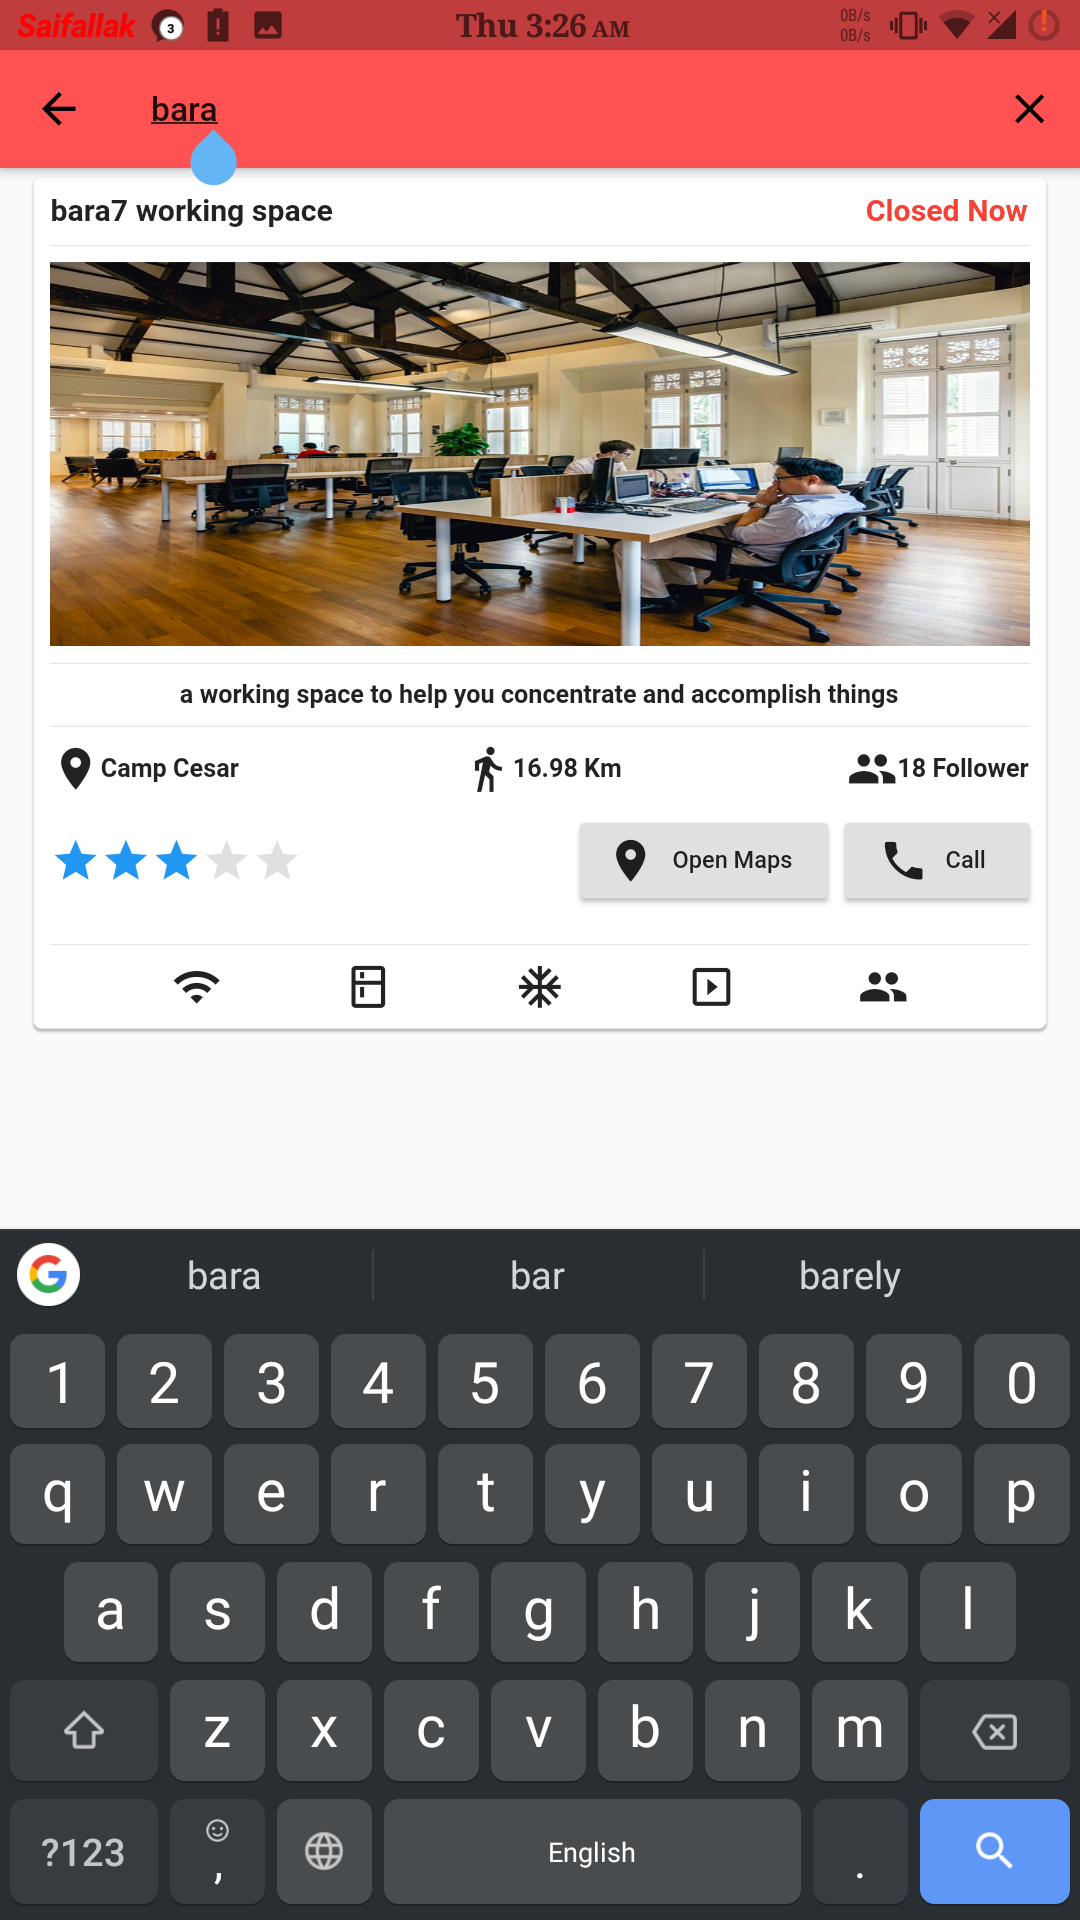 Saifallak 3 Thu 3:26 AM 0B/s
0B/s
bara
bara7 working space Closed Now
a working space to help you concentrate and accomplish things
Camp Cesar 16.98 Km 18 Follower
Open Maps Call
bara bar barely
1 2 3 4 5 6 7 8 9 0
q w e r t y u i o p
a s d f g h j k l
z x c v b n m
?123 , English .